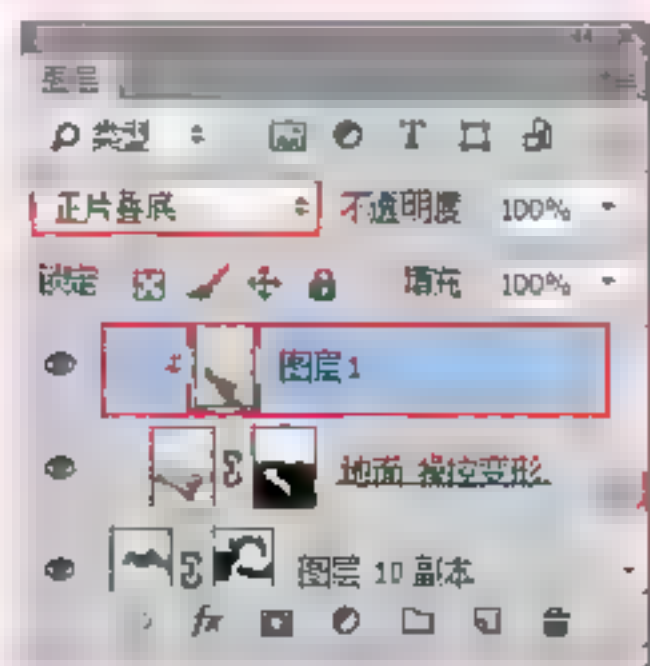 图层
类型
正片叠底 不透明度 100%
锁定 填充 100%
图层 1
地面 操控变形
图层 10 副本
fx